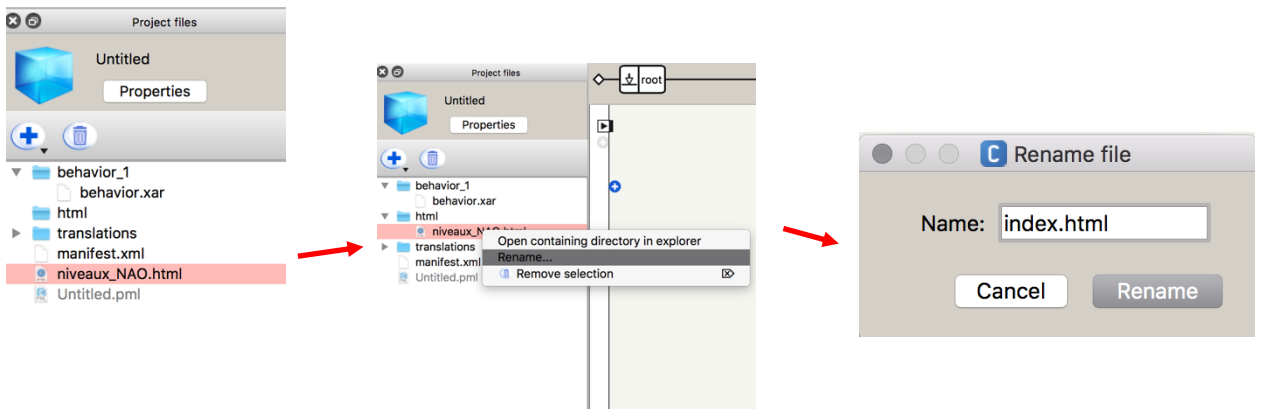 Project files
Untitled
Properties
behavior_1
behavior.xar
html
translations
manifest.xml
niveaux_NAO.html
Untitled.pml
Project files
Untitled
Properties
behavior_1
behavior.xar
html
niveaux_NAO.html
translations
manifest.xml
Untitled.pml
root
Open containing directory in explorer
Rename...
Remove selection
C Rename file
Name: index.html
Cancel Rename